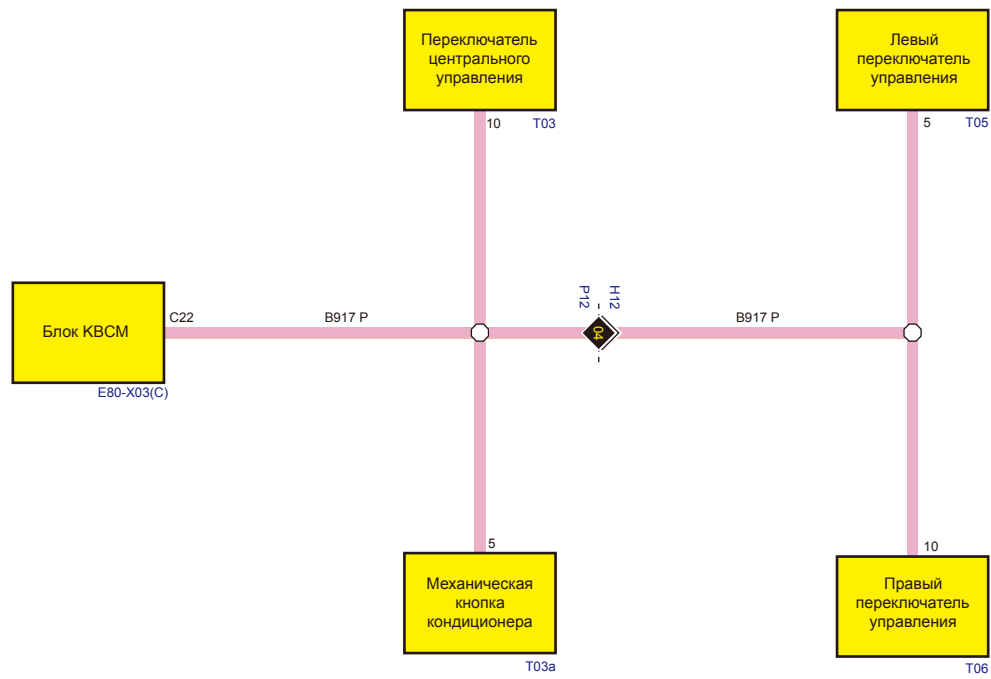 Переключатель
центрального
управления
10
T03
Левый
переключатель
управления
5
T05
P12
H12
04
Блок KBCM
C22
B917 P
B917 P
E80-X03(C)
5
Механическая
кнопка
кондиционера
T03a
10
Правый
переключатель
управления
T06